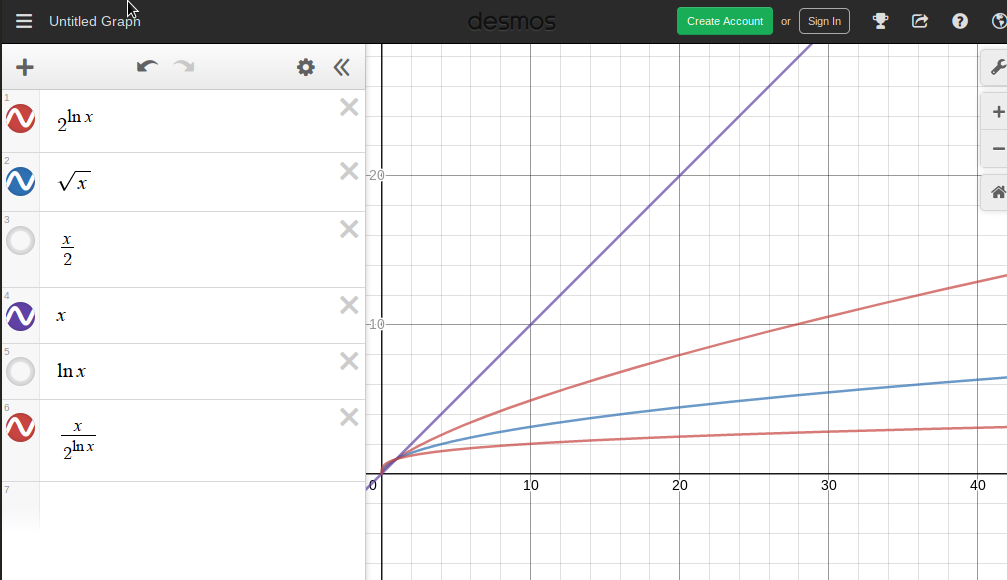 Untitled Graph
desmos
Create Account or Sign In
1
2^{ln x}
2
√x
3
x/2
4
x
5
ln x
6
x/2^{ln x}
7
20
10
0 10 20 30 40